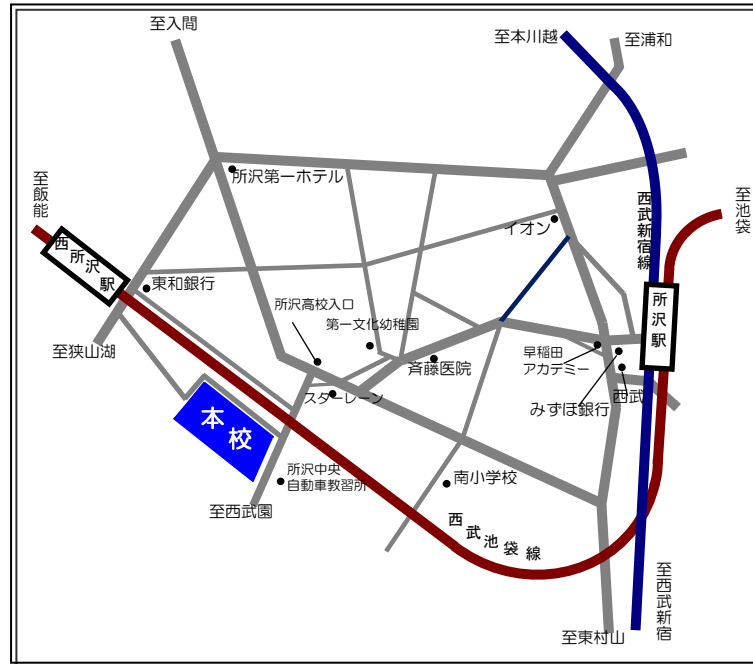 至入間
至本川越
至浦和
至飯能
所沢第一ホテル
西武新宿線
至池袋
イオン
西所沢駅
東和銀行
所沢高校入口
第一文化幼稚園
所沢駅
至狭山湖
斉藤医院
早稲田
アカデミー
西武
スターレーン
みずほ銀行
本校
所沢中央
自動車教習所
南小学校
至西武園
西武池袋線
至西武新宿
至東村山